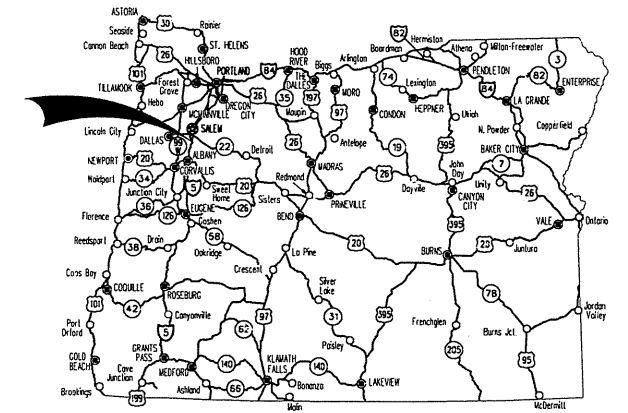 ASTORIA 30 Rainier
Seaside
Cannon Beach 26 ST. HELENS
HILLSBORO
101 Forest Grove PORTLAND 84
HOOD RIVER
THE DALLES Biggs Arlington Boardman 82 Hermiston
Athena Milton-Freewater 3
TILLAMOOK
Hebo
McMINNVILLE OREGON CITY 26 35 197 MORO 74 Lexington PENDLETON 82 ENTERPRISE
84
LA GRANDE
SALEM Maupin 97 CONDON HEPPNER Ukiah
Lincoln City
DALLAS 99 W 22 Detroit 26 Antelope 19 395 N. Powder Copperfield
BAKER CITY
NEWPORT 20 ALBANY
CORVALLIS MADRAS 26 John Day 7
Waldport 34 5 Sweet Home 20 Redmond Dayville Unity 26
Junction City 126 Sisters PRINEVILLE CANYON CITY
36 126 EUGENE
Florence Goshen BEND 395 VALE Ontario
Reedsport 58 20 BURNS 20 Juntura
38 Drain Oakridge La Pine
Crescent
Coos Bay Silver Lake
COQUILLE ROSEBURG 78
101 42 Canyonville 97 31 395 Jordan Valley
Port Orford 5 62 Frenchglen Burns Jct.
Paisley
GOLD BEACH GRANTS PASS 205 95
Cave Junction MEDFORD 140 KLAMATH FALLS 140
Brookings Ashland 66 Bonanza LAKEVIEW
199 Malin McDermitt